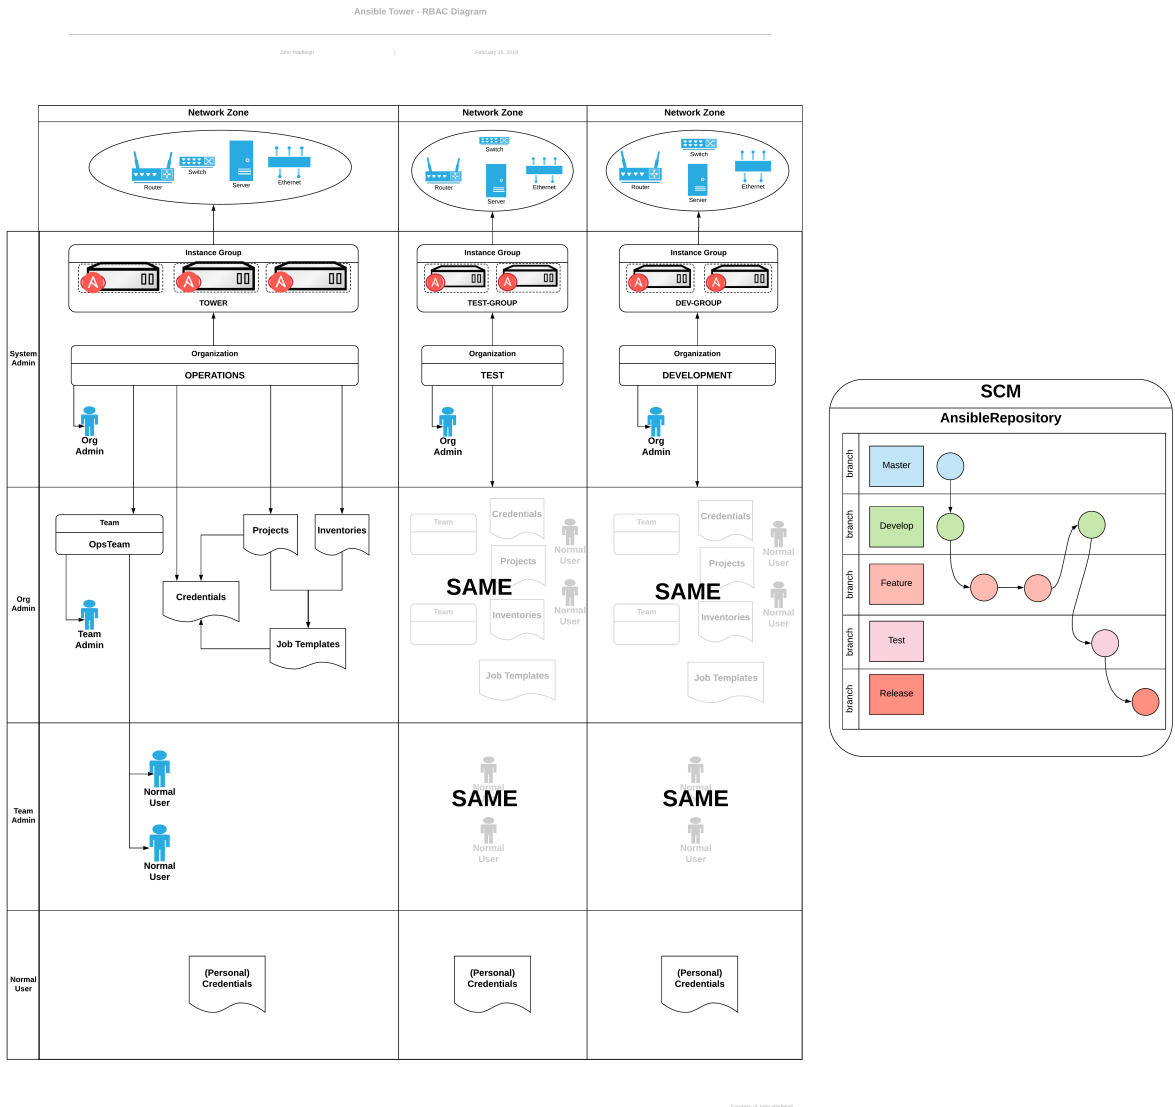 Ansible Tower - RBAC Diagram
February 15, 2019
Network Zone
Network Zone
Network Zone
Router
Switch
Server
Ethernet
Router
Switch
Server
Ethernet
Router
Switch
Server
Ethernet
System
Admin
Instance Group
TOWER
Instance Group
TEST-GROUP
Instance Group
DEV-GROUP
Organization
OPERATIONS
Organization
TEST
Organization
DEVELOPMENT
Org
Admin
Org
Admin
Org
Admin
Org
Admin
Team
OpsTeam
Projects
Inventories
Credentials
Team
Admin
Job Templates
Team
Credentials
Normal
User
Projects
SAME
Team
Inventories
Normal
User
Job Templates
Team
Credentials
Normal
User
Projects
SAME
Team
Inventories
Normal
User
Job Templates
Team
Admin
Normal
User
Normal
User
Normal
SAME
Normal
User
Normal
SAME
Normal
User
Normal
User
(Personal)
Credentials
(Personal)
Credentials
(Personal)
Credentials
SCM
AnsibleRepository
branch
Master
branch
Develop
branch
Feature
branch
Test
branch
Release